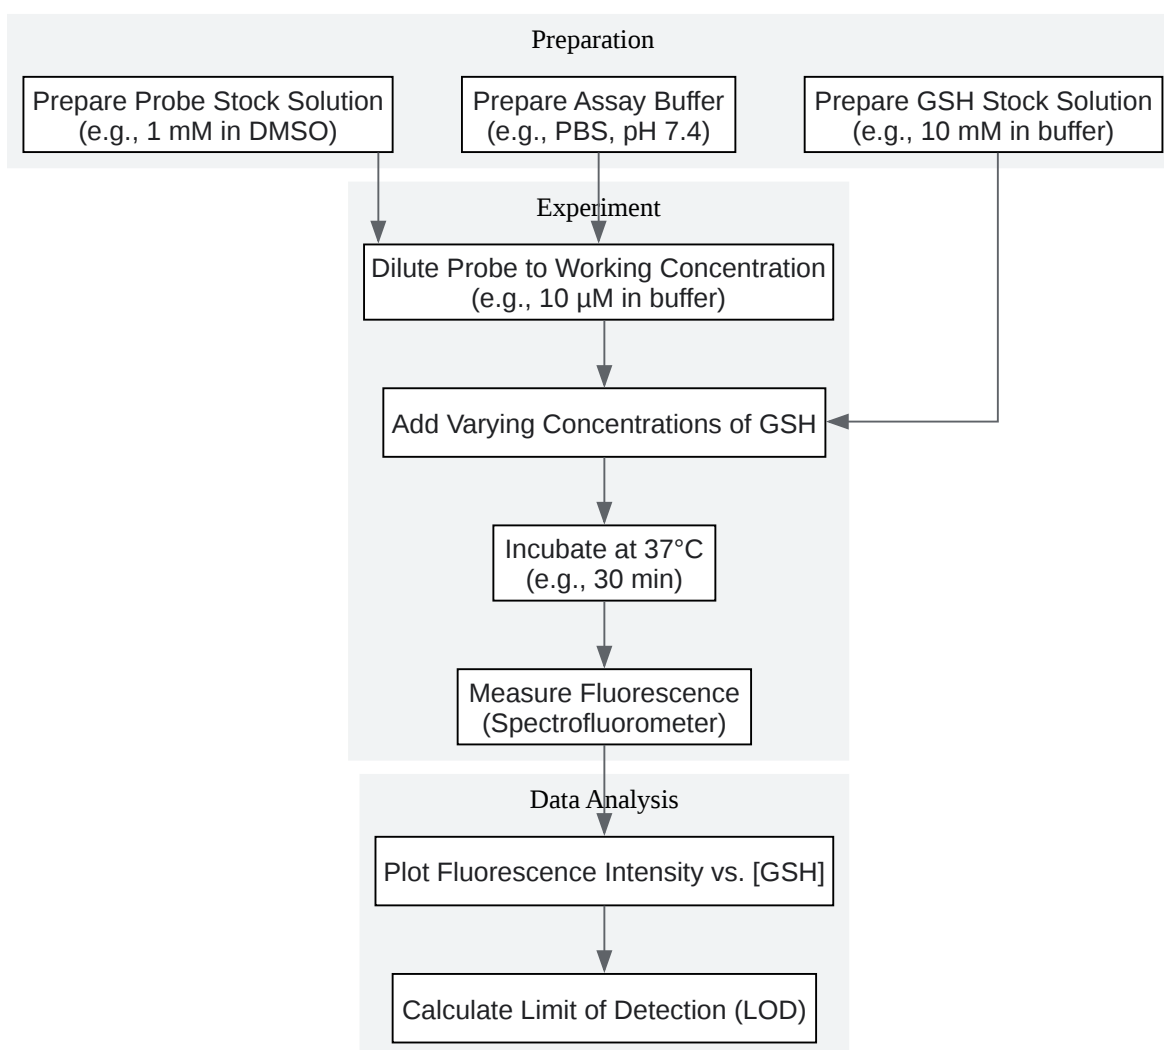 Preparation
Prepare Probe Stock Solution
(e.g., 1 mM in DMSO)
Prepare Assay Buffer
(e.g., PBS, pH 7.4)
Prepare GSH Stock Solution
(e.g., 10 mM in buffer)
Experiment
Dilute Probe to Working Concentration
(e.g., 10 µM in buffer)
Add Varying Concentrations of GSH
Incubate at 37°C
(e.g., 30 min)
Measure Fluorescence
(Spectrofluorometer)
Data Analysis
Plot Fluorescence Intensity vs. [GSH]
Calculate Limit of Detection (LOD)